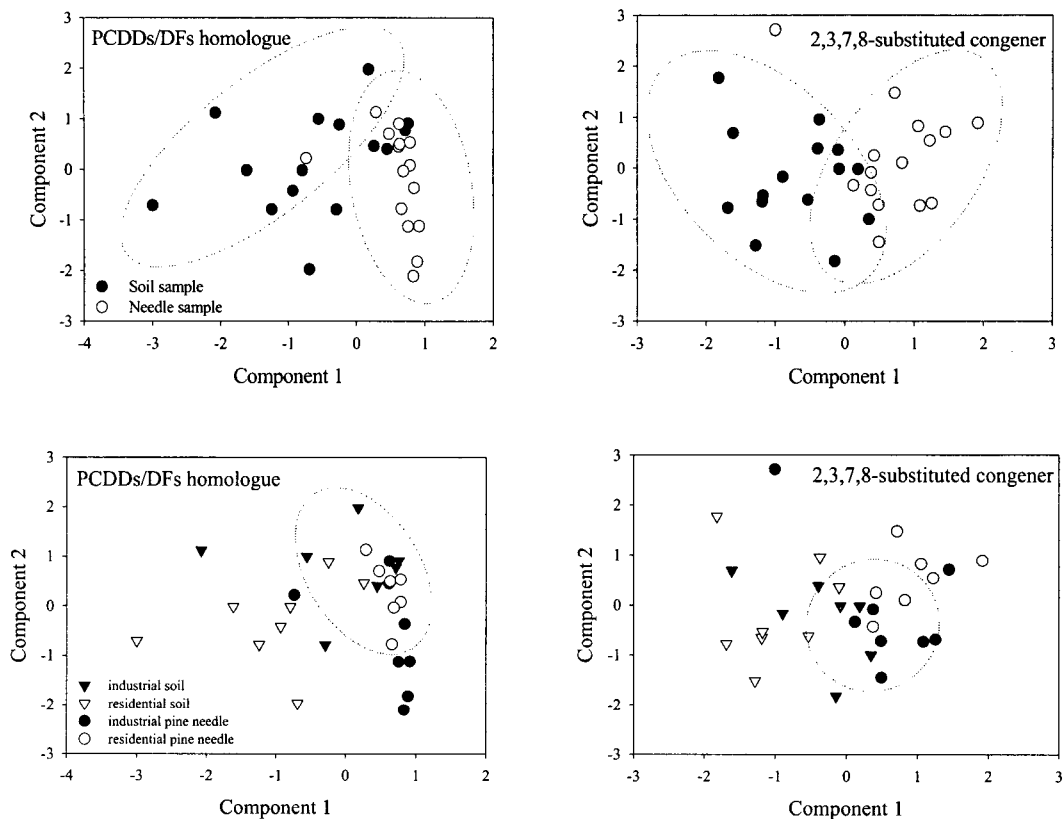 PCDDs/DFs homologue
3
2
1
0
-1
-2
-3
Component 2
Soil sample
Needle sample
-4 -3 -2 -1 0 1 2
Component 1
2,3,7,8-substituted congener
3
2
1
0
-1
-2
-3
Component 2
-3 -2 -1 0 1 2 3
Component 1
PCDDs/DFs homologue
3
2
1
0
-1
-2
-3
Component 2
industrial soil
residential soil
industrial pine needle
residential pine needle
-4 -3 -2 -1 0 1 2
Component 1
2,3,7,8-substituted congener
3
2
1
0
-1
-2
-3
Component 2
-3 -2 -1 0 1 2 3
Component 1